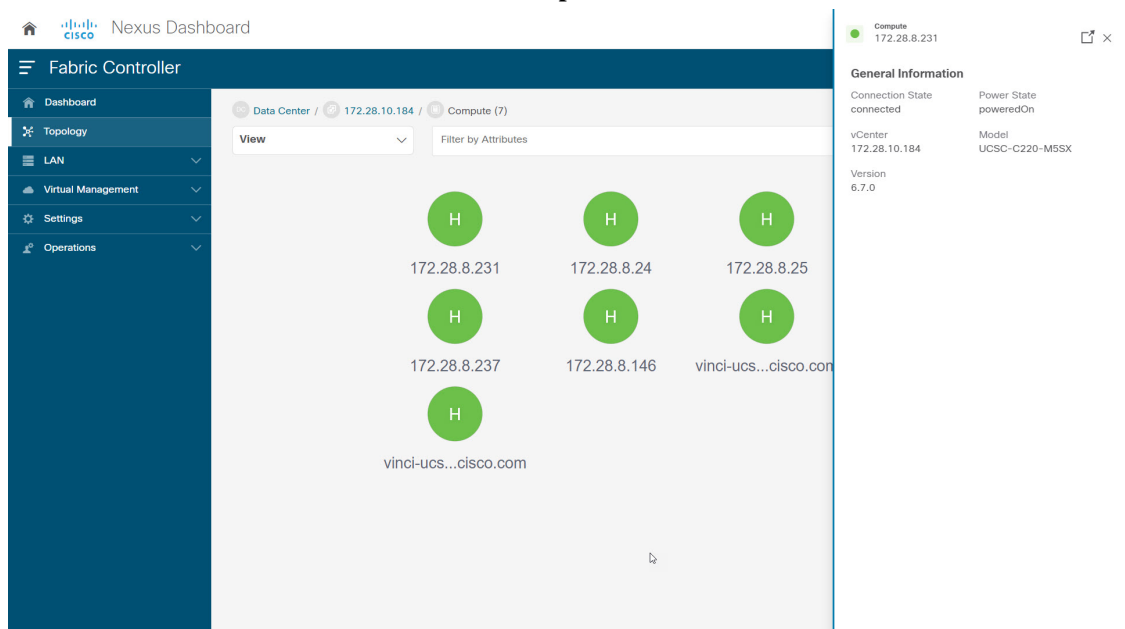 CISCO Nexus Dashboard
Fabric Controller
Dashboard
Topology
LAN
Virtual Management
Settings
Operations
Data Center / 172.28.10.184 / Compute (7)
View
Filter by Attributes
H
H
H
172.28.8.231
172.28.8.24
172.28.8.25
H
H
H
172.28.8.237
172.28.8.146
vinci-ucs...cisco.con
H
vinci-ucs...cisco.com
Compute
172.28.8.231
General Information
Connection State
connected
Power State
poweredOn
vCenter
172.28.10.184
Model
UCSC-C220-M5SX
Version
6.7.0